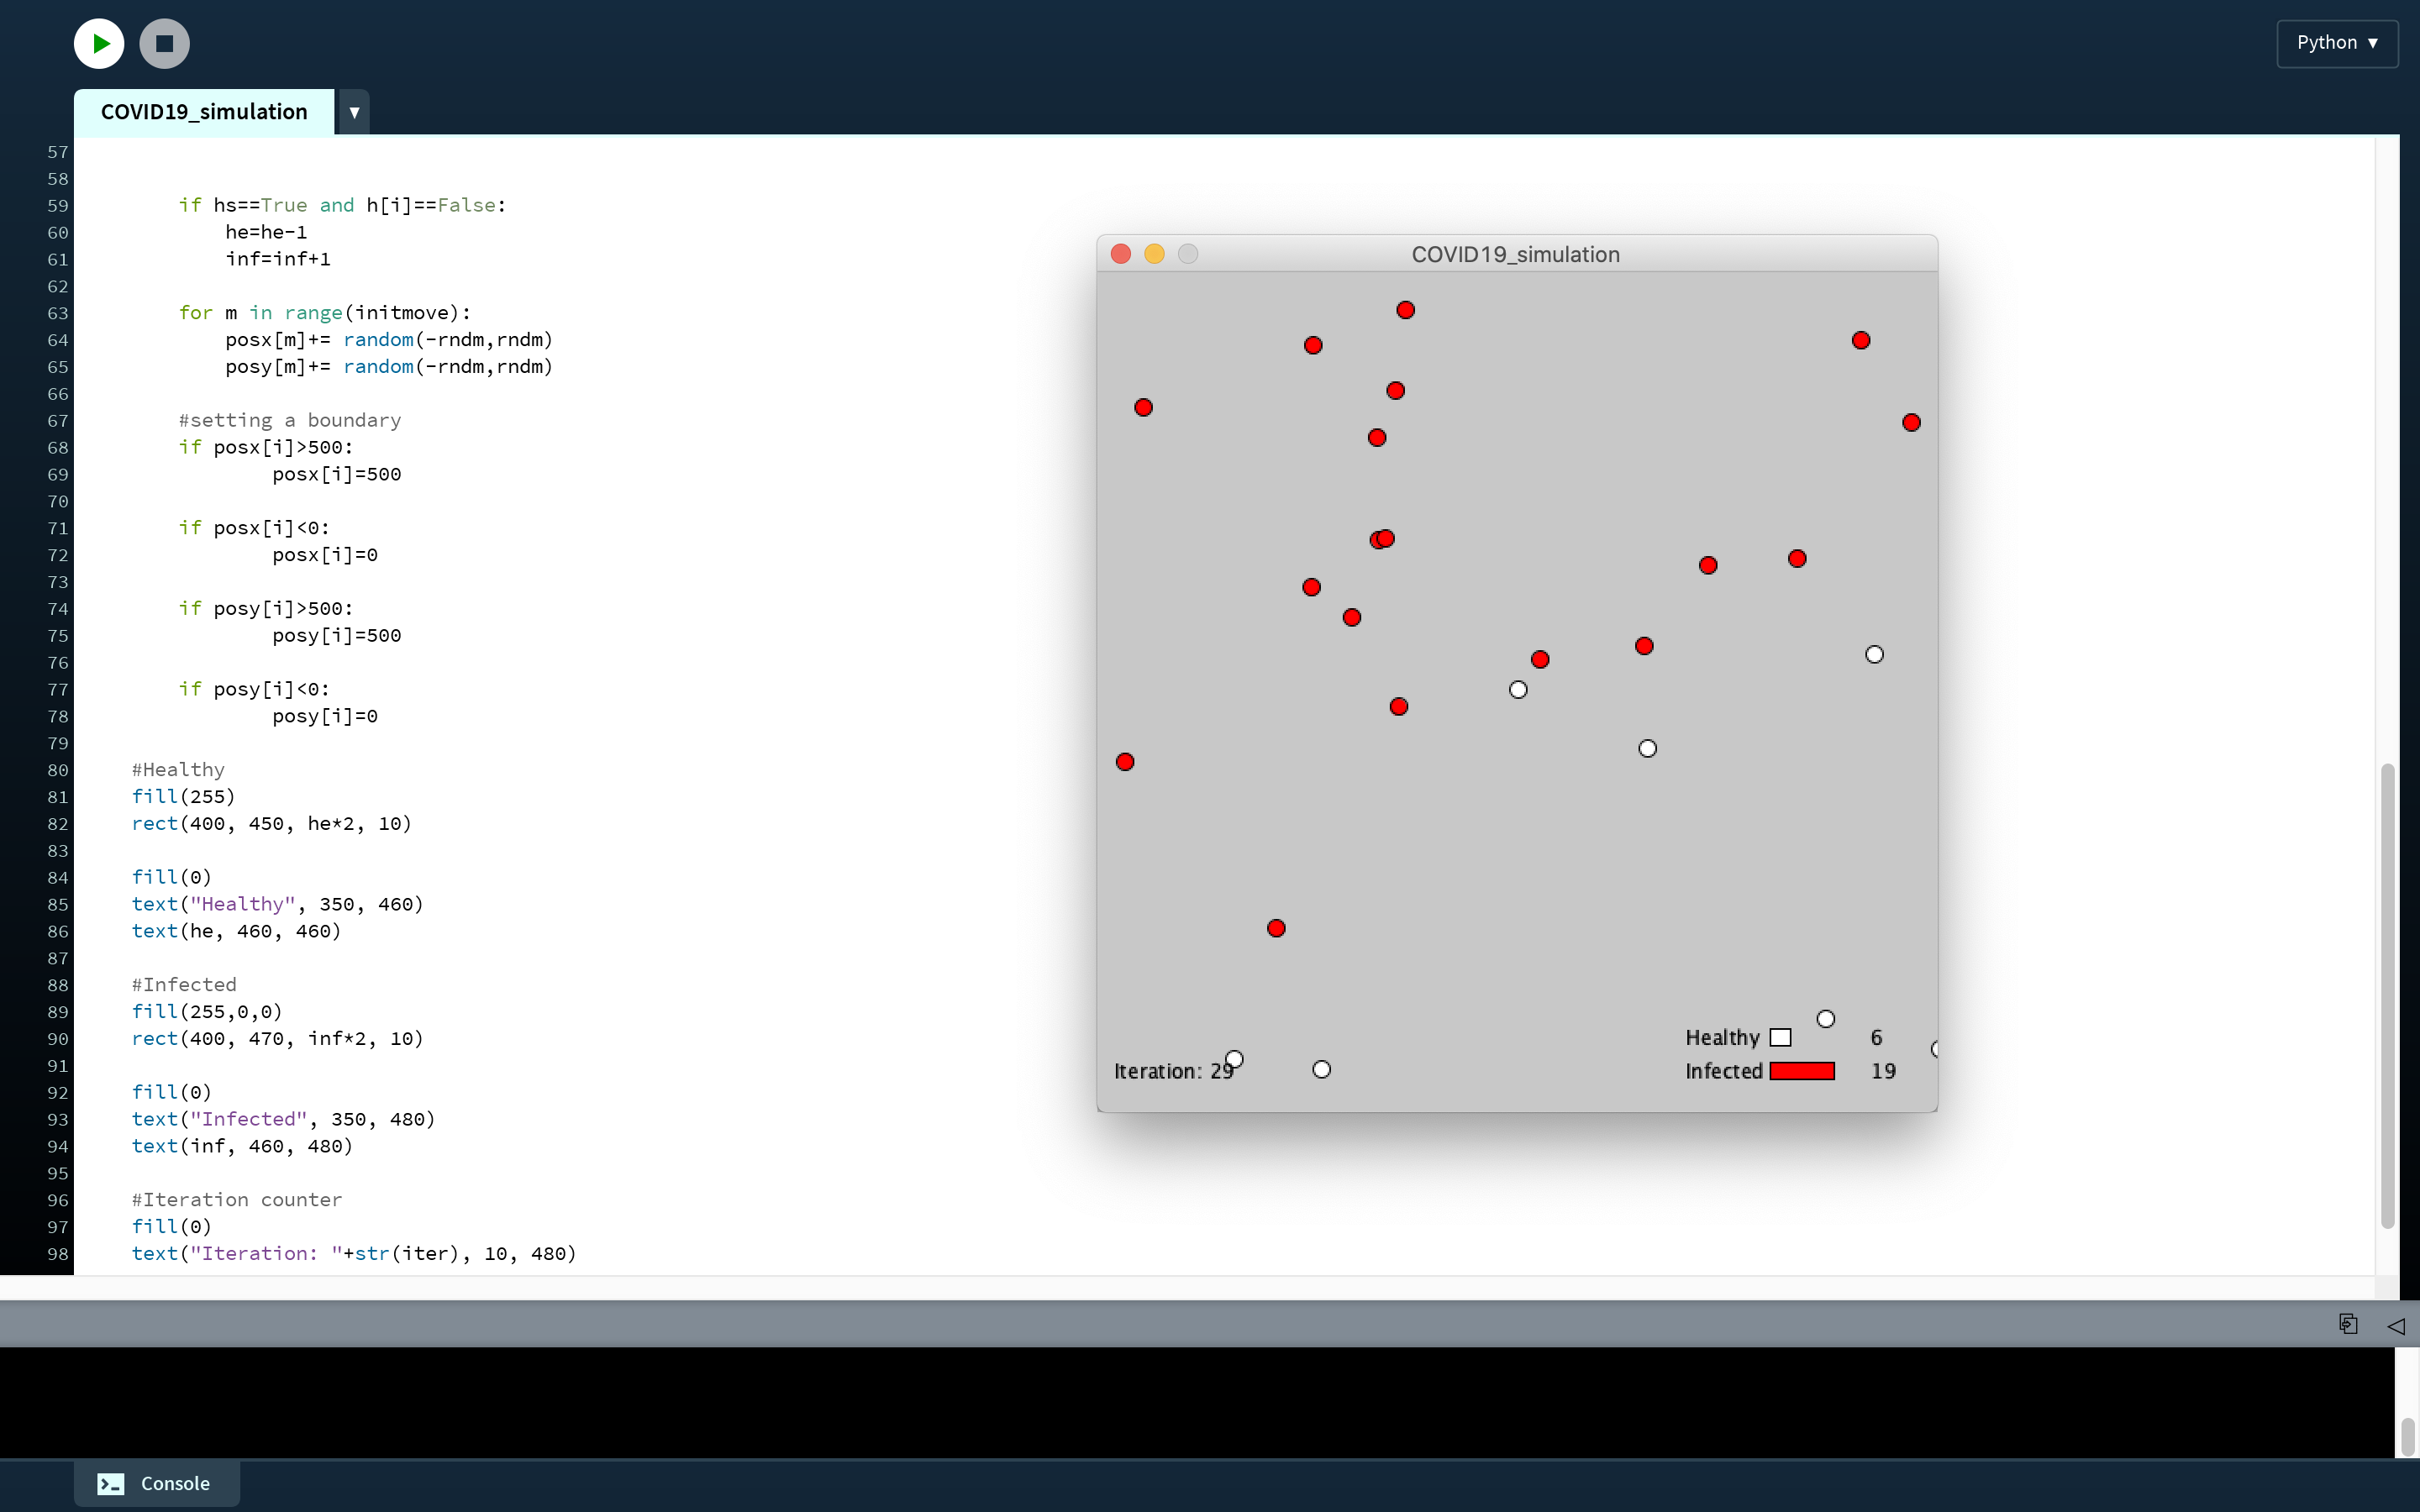 Python ▼
COVID19_simulation ▼
57
58
59 if hs==True and h[i]==False:
60 he=he-1
61 inf=inf+1
62
63 for m in range(initmove):
64 posx[m]+= random(-rndm,rndm)
65 posy[m]+= random(-rndm,rndm)
66
67 #setting a boundary
68 if posx[i]>500:
69 posx[i]=500
70
71 if posx[i]<0:
72 posx[i]=0
73
74 if posy[i]>500:
75 posy[i]=500
76
77 if posy[i]<0:
78 posy[i]=0
79
80 #Healthy
81 fill(255)
82 rect(400, 450, he*2, 10)
83
84 fill(0)
85 text("Healthy", 350, 460)
86 text(he, 460, 460)
87
88 #Infected
89 fill(255,0,0)
90 rect(400, 470, inf*2, 10)
91
92 fill(0)
93 text("Infected", 350, 480)
94 text(inf, 460, 480)
95
96 #Iteration counter
97 fill(0)
98 text("Iteration: "+str(iter), 10, 480)
COVID19_simulation
Healthy 6
Iteration: 29
Infected 19
Console